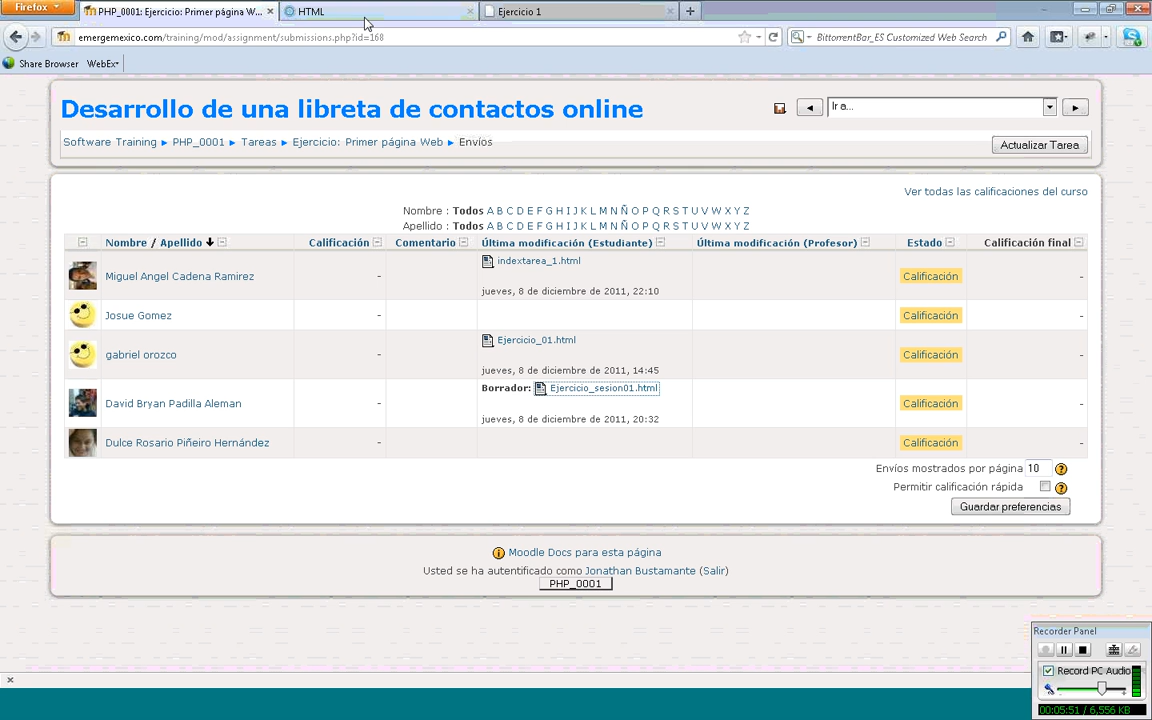 Firefox
PHP_0001: Ejercicio: Primer página W...
HTML
Ejercicio 1
emergemexico.com/training/mod/assignment/submissions.php?id=168
BittorrentBar_ES Customized Web Search
Share Browser WebEx
Desarrollo de una libreta de contactos online
Ir a...
Software Training ► PHP_0001 ► Tareas ► Ejercicio: Primer página Web ► Envíos
Actualizar Tarea
Ver todas las calificaciones del curso
Nombre : Todos A B C D E F G H I J K L M N Ñ O P Q R S T U V W X Y Z
Apellido : Todos A B C D E F G H I J K L M N Ñ O P Q R S T U V W X Y Z
Nombre / Apellido Calificación Comentario Última modificación (Estudiante) Última modificación (Profesor) Estado Calificación final
indextarea_1.html
Miguel Angel Cadena Ramirez - Calificación -
jueves, 8 de diciembre de 2011, 22:10
Josue Gomez - Calificación -
Ejercicio_01.html
gabriel orozco - Calificación -
jueves, 8 de diciembre de 2011, 14:45
Borrador: Ejercicio_sesion01.html
David Bryan Padilla Aleman - Calificación -
jueves, 8 de diciembre de 2011, 20:32
Dulce Rosario Piñeiro Hernández - Calificación -
Envíos mostrados por página 10
Permitir calificación rápida
Guardar preferencias
Moodle Docs para esta página
Usted se ha autentificado como Jonathan Bustamante (Salir)
PHP_0001
Recorder Panel
Record PC Audio
00:05:51 / 6,556 KB